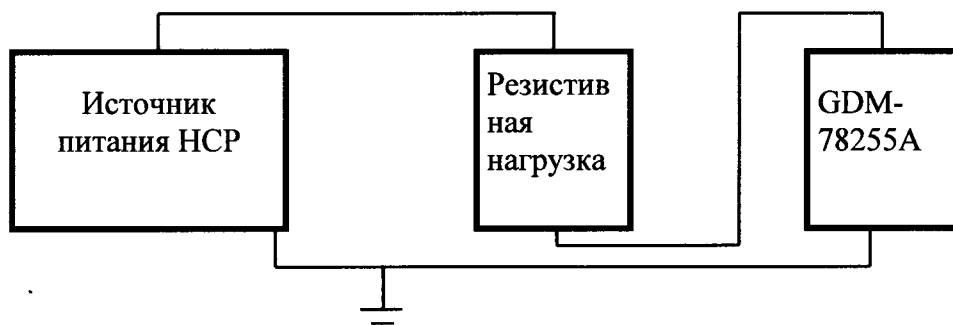 Источник
питания НСР
Резистив
ная
нагрузка
GDM-
78255A